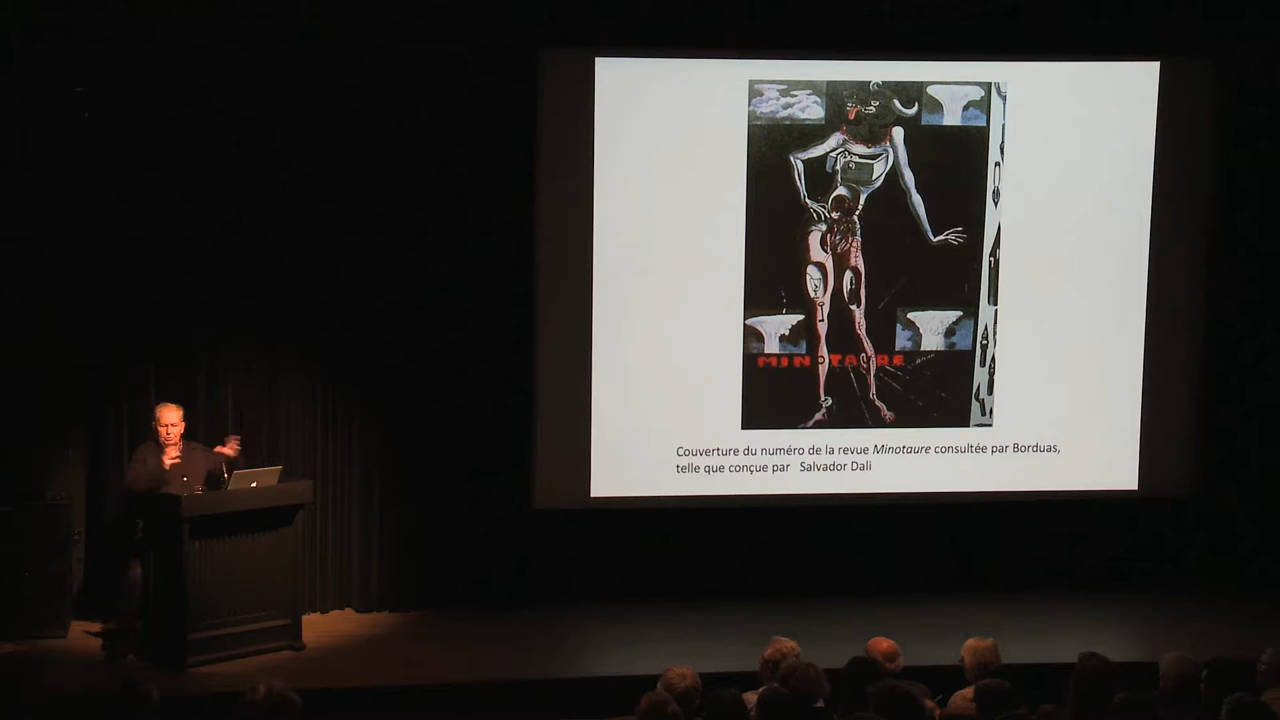 MINOTAURE
Couverture du numéro de la revue Minotaure consultée par Borduas,
telle que conçue par Salvador Dali